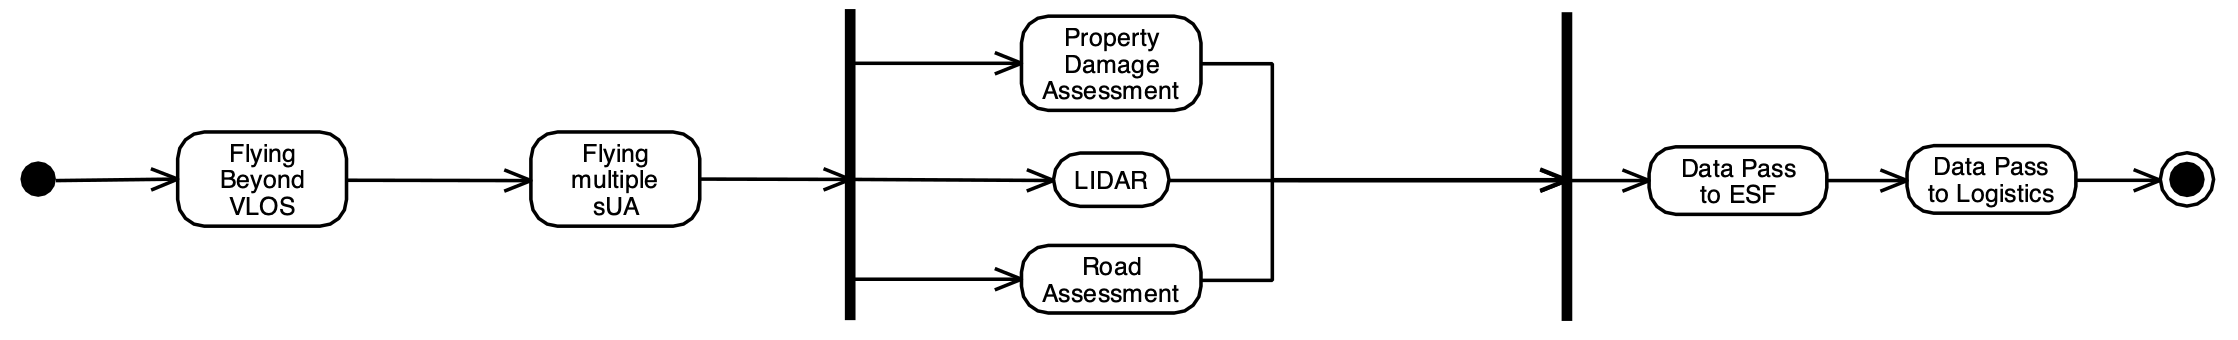 Flying
Beyond
VLOS
Flying
multiple
sUA
Property
Damage
Assessment
LIDAR
Road
Assessment
Data Pass
to ESF
Data Pass
to Logistics